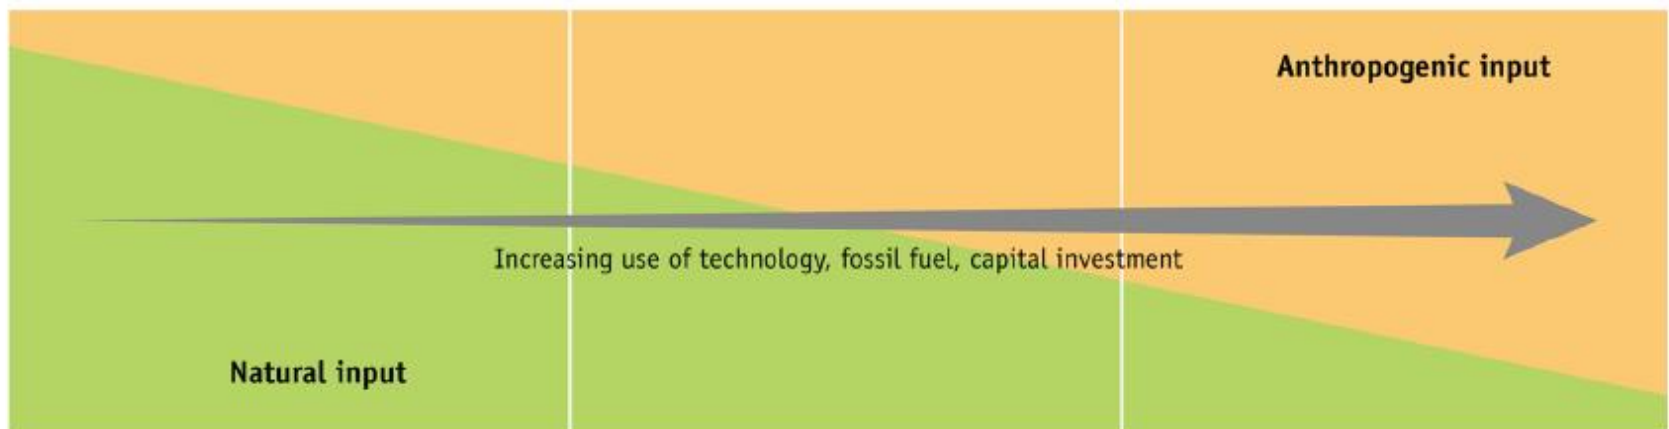 Anthropogenic input
Increasing use of technology, fossil fuel, capital investment
Natural input